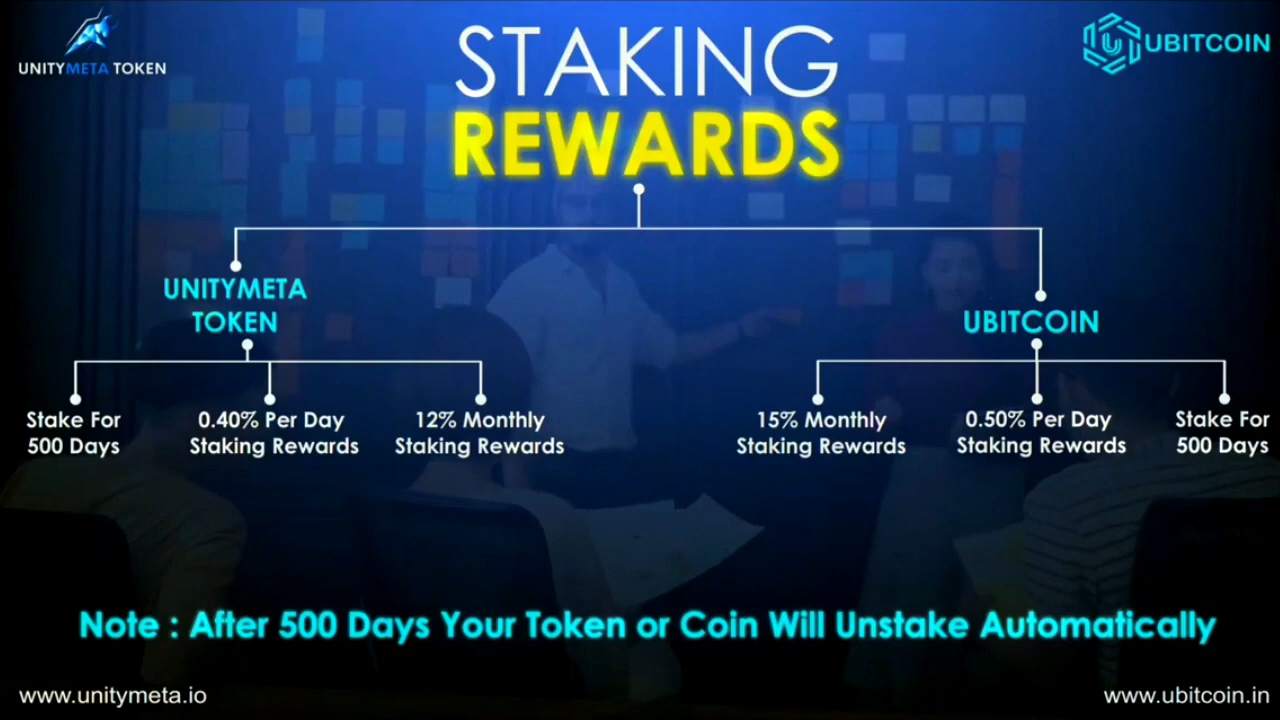 UNITYMETA TOKEN
UBITCOIN
STAKING
REWARDS
UNITYMETA
TOKEN
Stake For
500 Days
0.40% Per Day
Staking Rewards
12% Monthly
Staking Rewards
UBITCOIN
15% Monthly
Staking Rewards
0.50% Per Day
Staking Rewards
Stake For
500 Days
Note : After 500 Days Your Token or Coin Will Unstake Automatically
www.unitymeta.io
www.ubitcoin.in